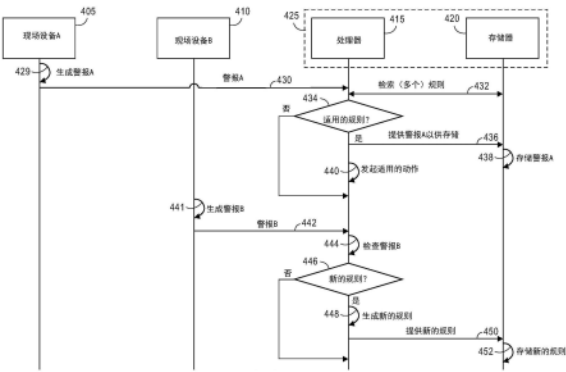 405
410
425
415
420
现场设备A
现场设备B
处理器
存储器
429
生成警报A
警报A
430
检索（多个）规则
432
434
否
适用的规则?
是
提供警报A以供存储
436
438
存储警报A
440
发起适用的动作
441
生成警报B
警报B
442
444
检查警报B
446
否
新的规则?
是
448
生成新的规则
提供新的规则
450
452
存储新的规则